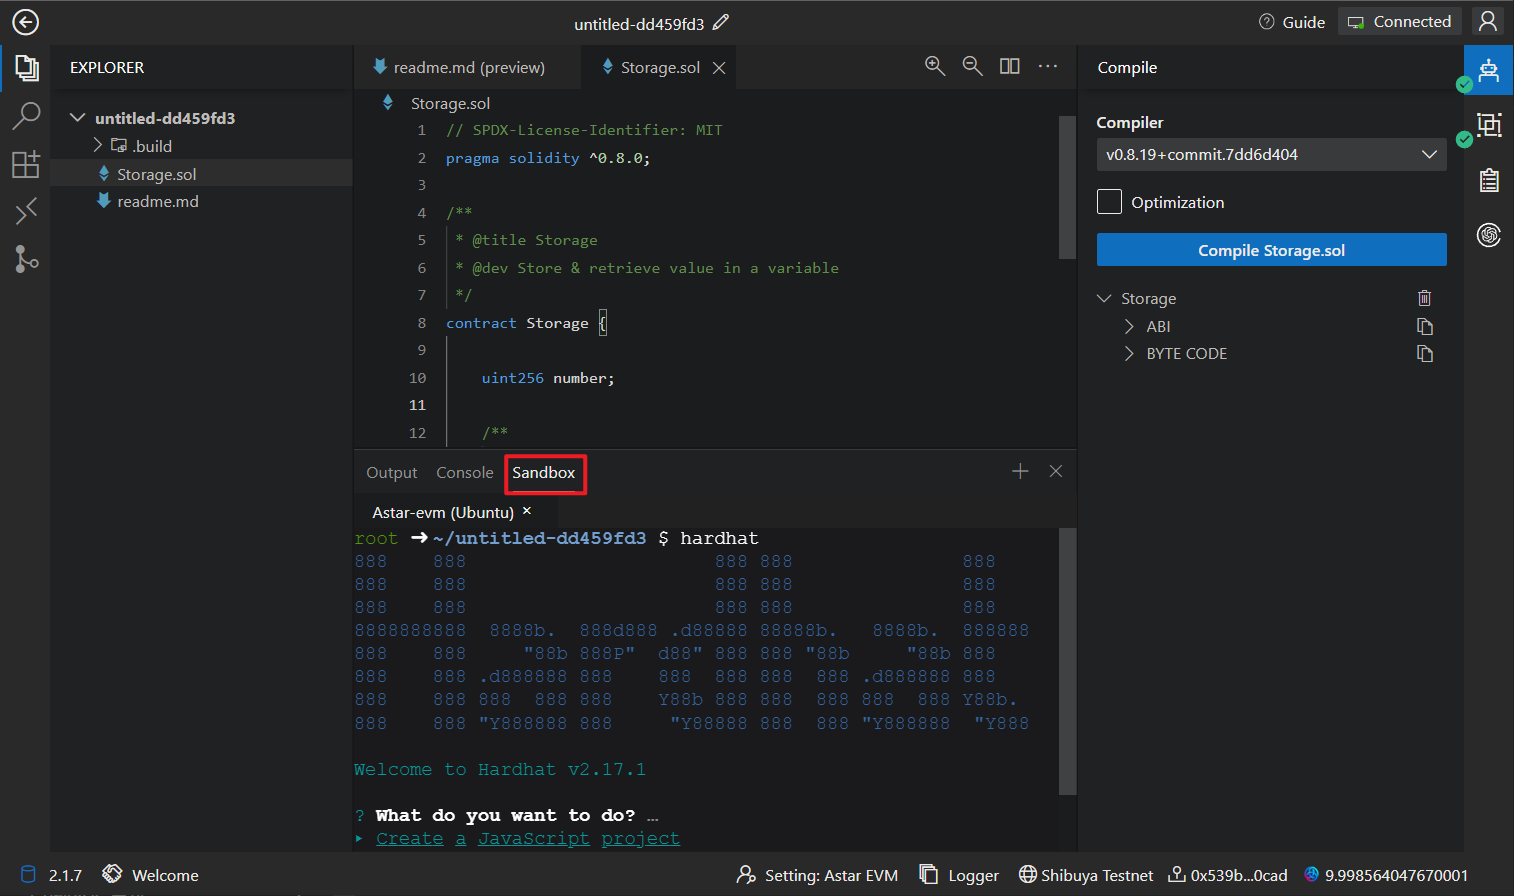 untitled-dd459fd3
Guide
Connected
EXPLORER
untitled-dd459fd3
.build
Storage.sol
readme.md
readme.md (preview)
Storage.sol
Storage.sol
1 // SPDX-License-Identifier: MIT
2 pragma solidity ^0.8.0;
3
4 /**
5 * @title Storage
6 * @dev Store & retrieve value in a variable
7 */
8 contract Storage {
9
10 uint256 number;
11
12 /**
Output Console Sandbox
Astar-evm (Ubuntu)
root ➜ ~/untitled-dd459fd3 $ hardhat
888    888                      888 888               888
888    888                      888 888               888
888    888                      888 888               888
8888888888  8888b.  888d888 .d88888 88888b.   8888b.  888888
888    888     "88b 888P"  d88" 888 888 "88b     "88b 888
888    888 .d888888 888    888  888 888  888 .d888888 888
888    888 888  888 888    Y88b 888 888  888 888  888 Y88b.
888    888 "Y888888 888     "Y88888 888  888 "Y888888  "Y888
Welcome to Hardhat v2.17.1
? What do you want to do? …
▸ Create a JavaScript project
Compile
Compiler
v0.8.19+commit.7dd6d404
Optimization
Compile Storage.sol
Storage
ABI
BYTE CODE
2.1.7
Welcome
Setting: Astar EVM
Logger
Shibuya Testnet
0x539b...0cad
9.998564047670001